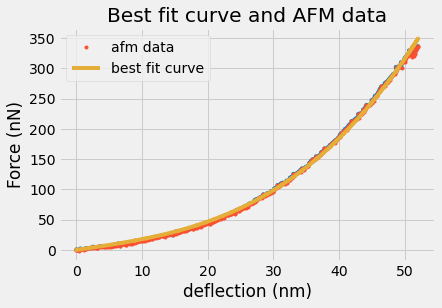 Best fit curve and AFM data
afm data
best fit curve
Force (nN)
350
300
250
200
150
100
50
0
0 10 20 30 40 50
deflection (nm)